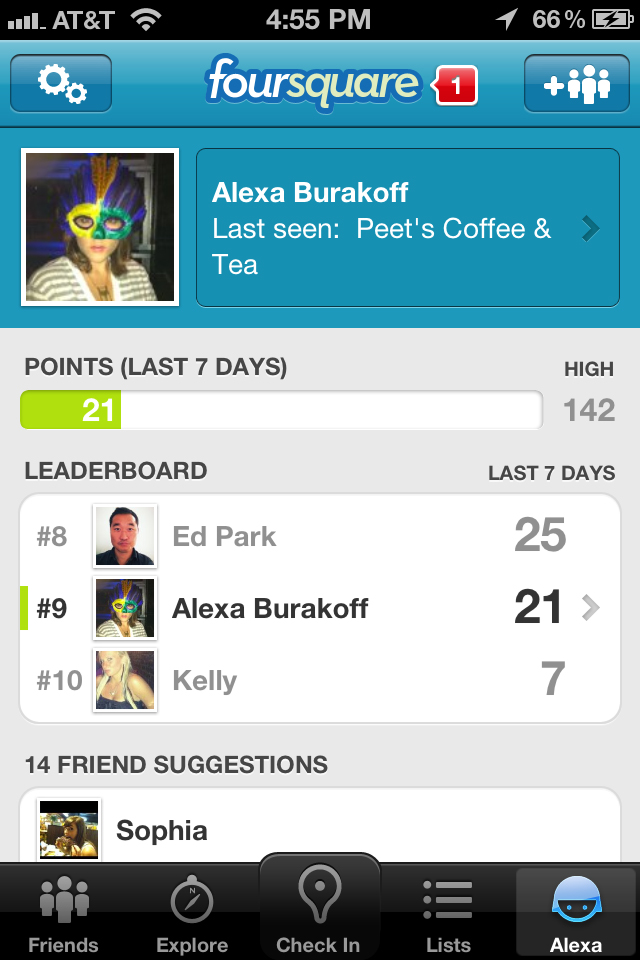 AT&T 4:55 PM 66%
foursquare 1
Alexa Burakoff
Last seen: Peet's Coffee &
Tea
POINTS (LAST 7 DAYS) HIGH
21 142
LEADERBOARD LAST 7 DAYS
#8 Ed Park 25
#9 Alexa Burakoff 21
#10 Kelly 7
14 FRIEND SUGGESTIONS
Sophia
Friends Explore Check In Lists Alexa